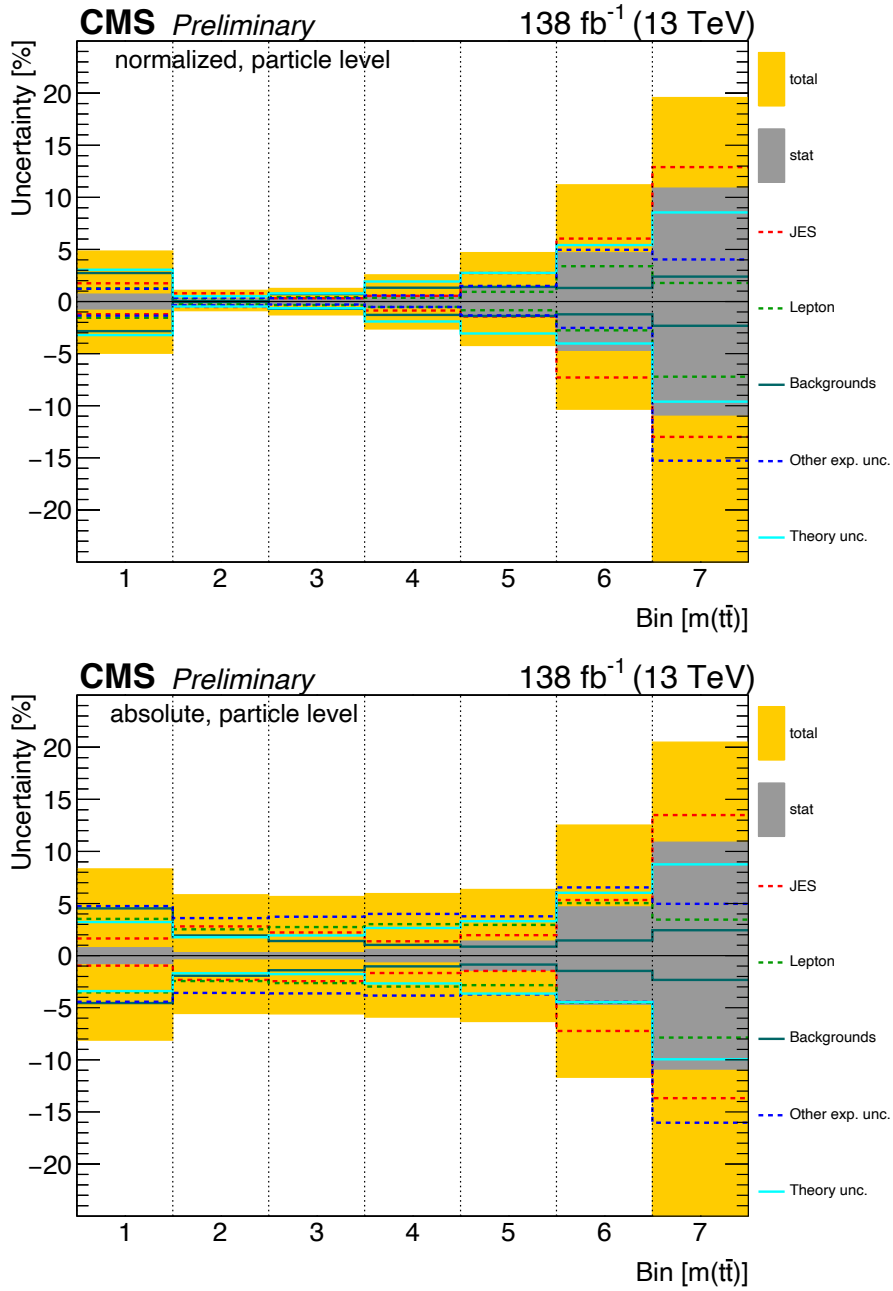 CMS Preliminary 138 fb⁻¹ (13 TeV)
normalized, particle level
Uncertainty [%]
20
15
10
5
0
−5
−10
−15
−20
1 2 3 4 5 6 7
Bin [m(tt̄)]
total
stat
JES
Lepton
Backgrounds
Other exp. unc.
Theory unc.
CMS Preliminary 138 fb⁻¹ (13 TeV)
absolute, particle level
Uncertainty [%]
20
15
10
5
0
−5
−10
−15
−20
1 2 3 4 5 6 7
Bin [m(tt̄)]
total
stat
JES
Lepton
Backgrounds
Other exp. unc.
Theory unc.